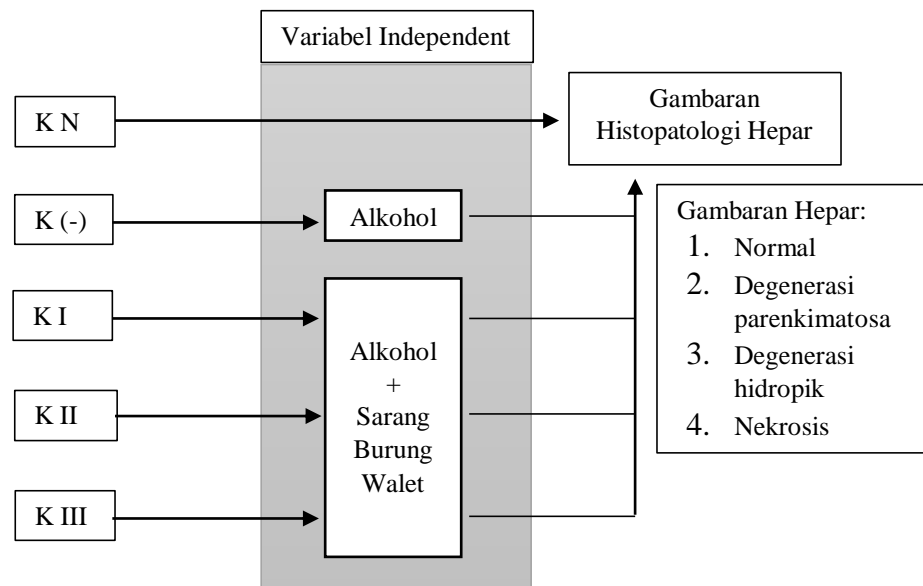 Variabel Independent
K N
Gambaran
Histopatologi Hepar
K (-)
Alkohol
Gambaran Hepar:
1. Normal
2. Degenerasi
parenkimatosa
3. Degenerasi
hidropik
4. Nekrosis
K I
K II
K III
Alkohol
+
Sarang
Burung
Walet